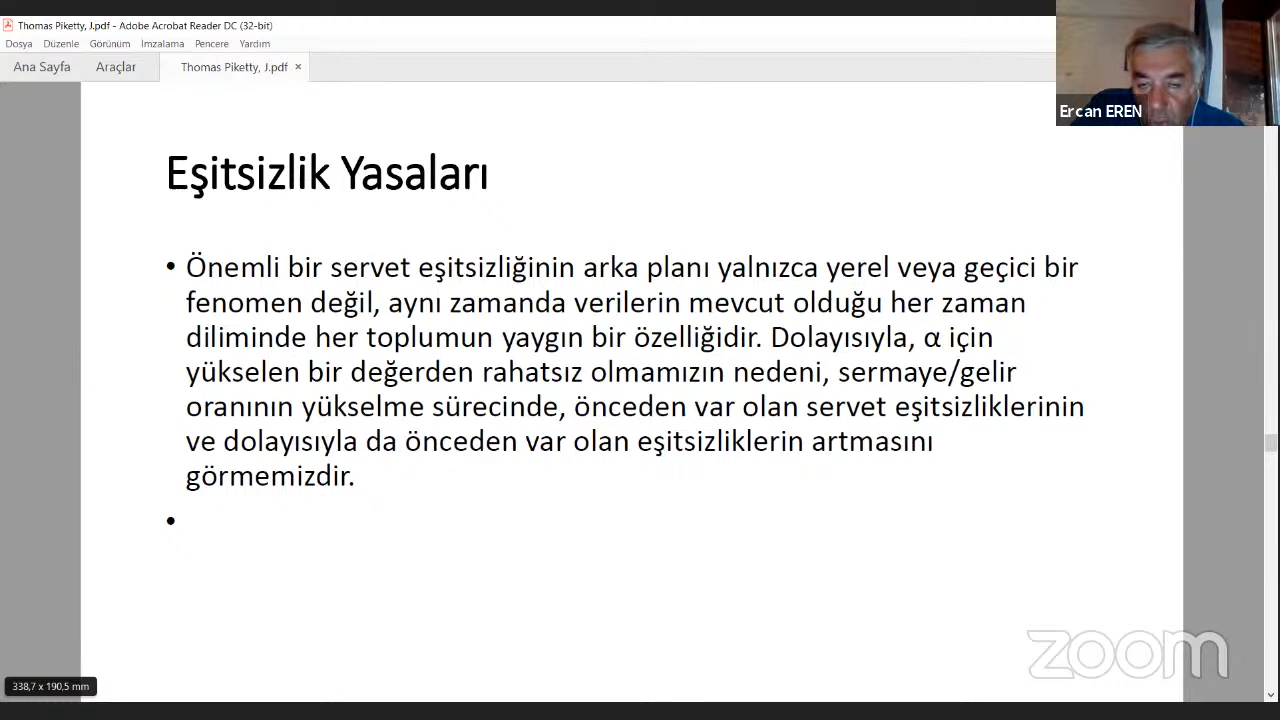 Thomas Piketty, J.pdf - Adobe Acrobat Reader DC (32-bit)
Dosya Düzenle Görünüm İmzalama Pencere Yardım
Ana Sayfa Araçlar Thomas Piketty, J.pdf ×
Ercan EREN
Eşitsizlik Yasaları
• Önemli bir servet eşitsizliğinin arka planı yalnızca yerel veya geçici bir
fenomen değil, aynı zamanda verilerin mevcut olduğu her zaman
diliminde her toplumun yaygın bir özelliğidir. Dolayısıyla, α için
yükselen bir değerden rahatsız olmamızın nedeni, sermaye/gelir
oranının yükselme sürecinde, önceden var olan servet eşitsizliklerinin
ve dolayısıyla da önceden var olan eşitsizliklerin artmasını
görmemizdir.
•
zoom
338,7 x 190,5 mm